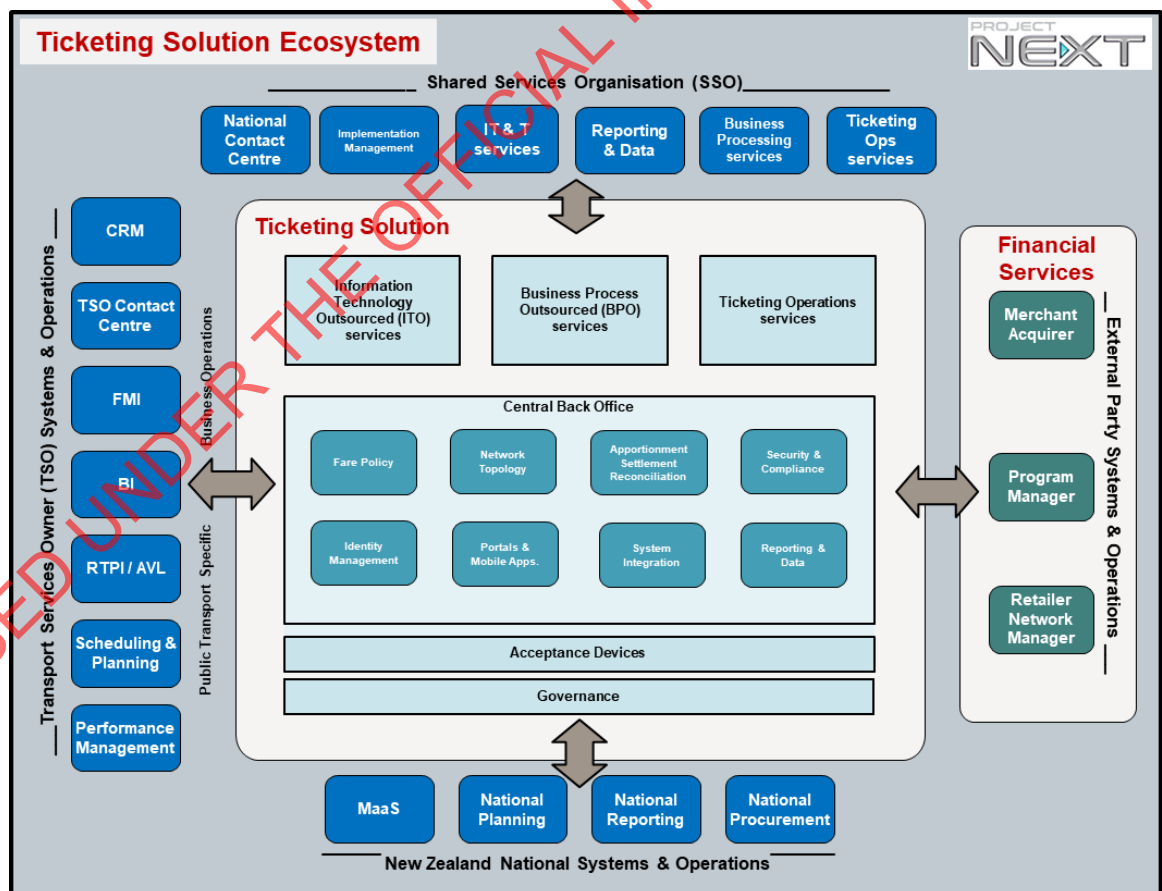 Ticketing Solution Ecosystem
PROJECT
NEXT
Shared Services Organisation (SSO)
National
Contact
Centre
Implementation
Management
IT & T
services
Reporting
& Data
Business
Processing
services
Ticketing
Ops
services
Transport Services Owner (TSO) Systems & Operations
CRM
TSO Contact
Centre
FMI
BI
RTPI / AVL
Scheduling &
Planning
Performance
Management
Business Operations
Public Transport Specific
Ticketing Solution
Information
Technology
Outsourced (ITO)
services
Business Process
Outsourced (BPO)
services
Ticketing Operations
services
Central Back Office
Fare Policy
Network
Topology
Apportionment
Settlement
Reconciliation
Security &
Compliance
Identity
Management
Portals &
Mobile Apps.
System
Integration
Reporting &
Data
Acceptance Devices
Governance
Financial
Services
Merchant
Acquirer
Program
Manager
Retailer
Network
Manager
External Party Systems & Operations
MaaS
National
Planning
National
Reporting
National
Procurement
New Zealand National Systems & Operations
UNDER THE OFFICIAL